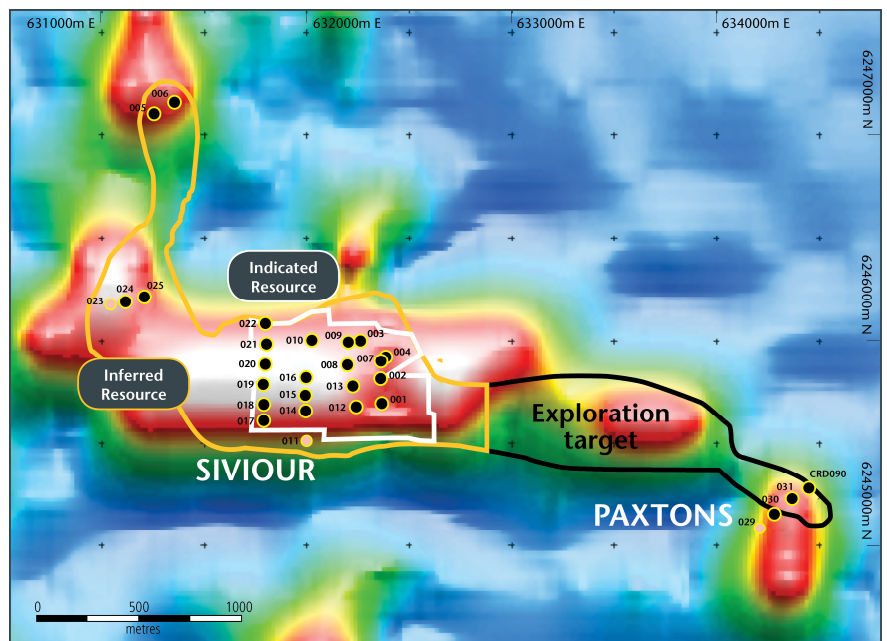 631000m E
632000m E
633000m E
634000m E
6247000m N
006
005
Indicated
Resource
6246000m N
025
024
023
022
009
003
010
021
004
007
008
020
002
016
Inferred
Resource
019
013
015
001
018
014
012
Exploration
target
017
011
SIVIOUR
CRD090
031
030
PAXTONS
029
6245000m N
0
500
1000
metres